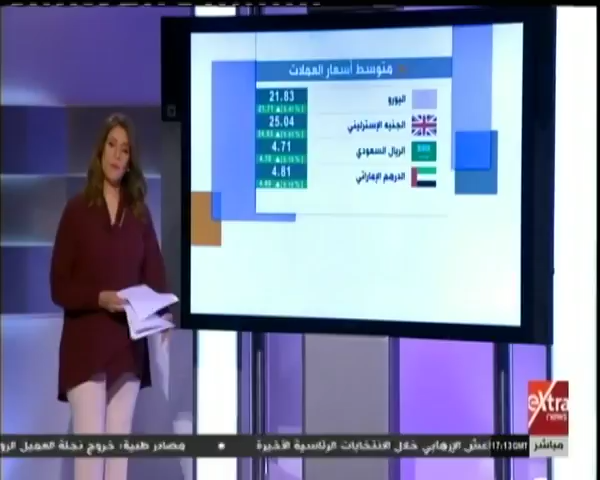 متوسط أسعار العملات
اليورو 21.83
الجنيه الإسترليني 25.04
الريال السعودي 4.71
الدرهم الإماراتي 4.81
extra
news
مباشر
17:13 GMT
عش الإرهابي خلال الانتخابات الرئاسية الأخيرة • مصادر طبية: خروج نجلة العميل الرو